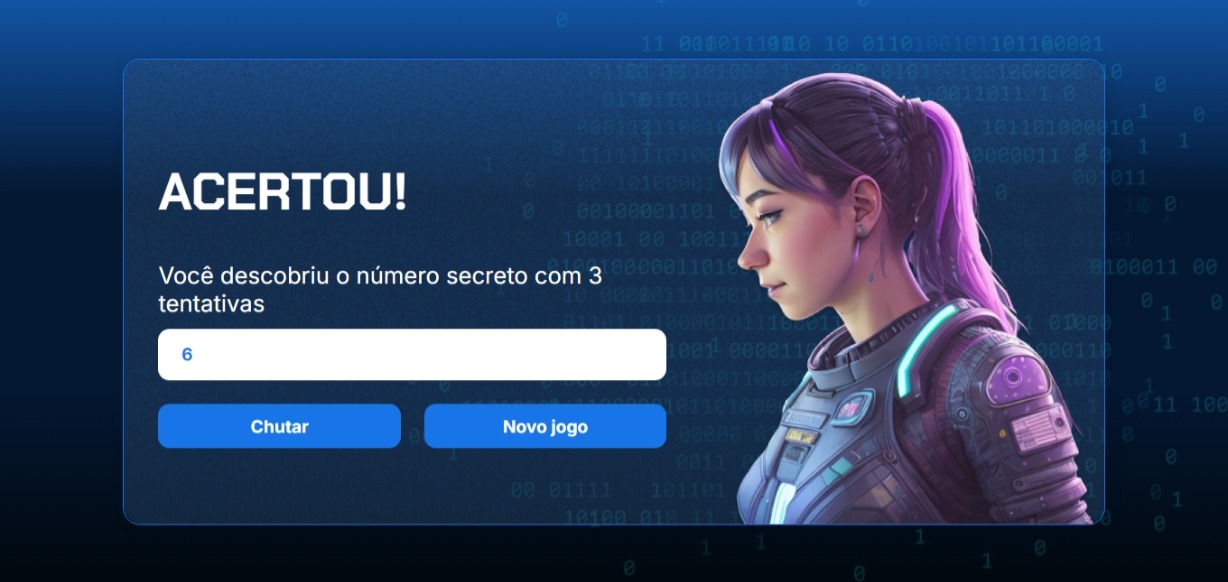 ACERTOU!
Você descobriu o número secreto com 3
tentativas
6
Chutar
Novo jogo